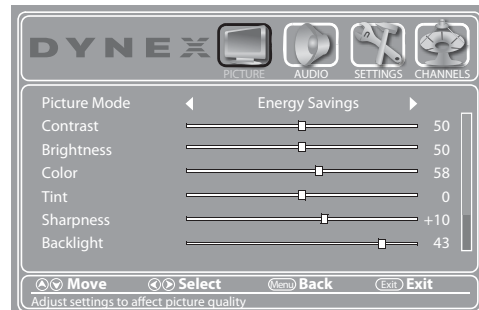 DYNEX
PICTURE AUDIO SETTINGS CHANNELS
Picture Mode Energy Savings
Contrast 50
Brightness 50
Color 58
Tint 0
Sharpness +10
Backlight 43
Move Select Menu Back Exit Exit
Adjust settings to affect picture quality